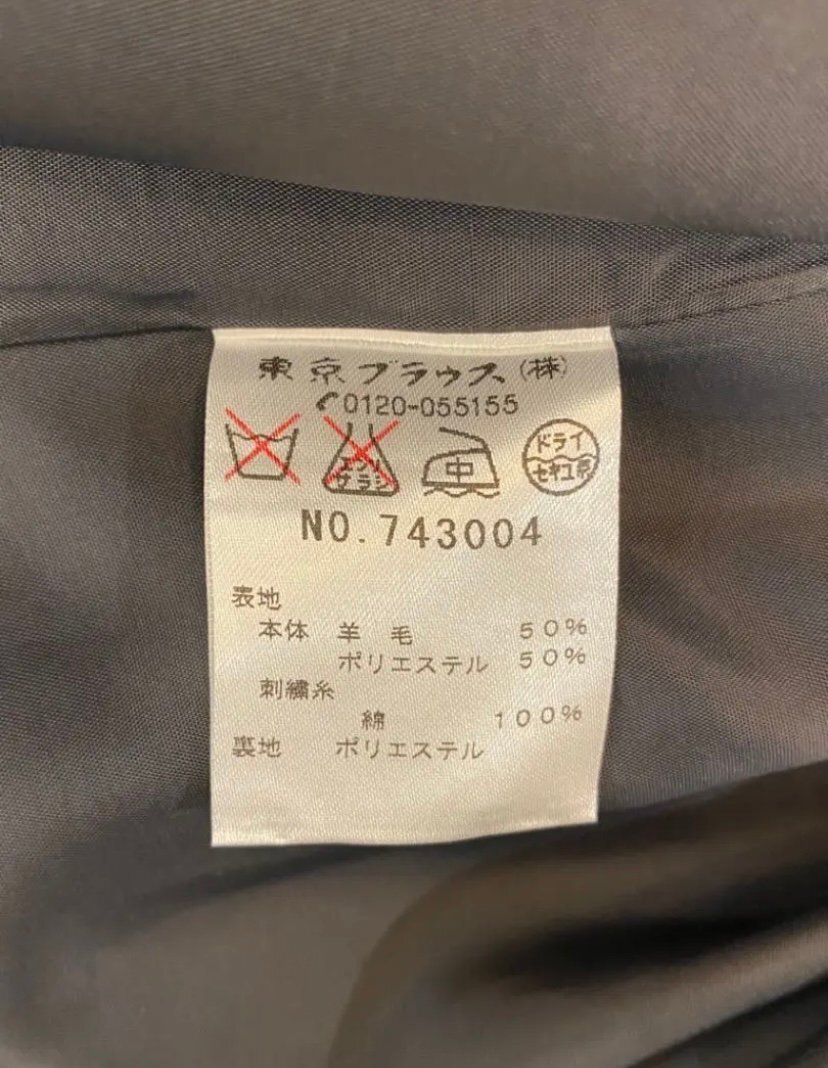 東京ブラウス(株)
0120-055155
エンソサラシ 中 ドライ セキユ系
NO.743004
表地
本体 羊毛 50%
ポリエステル 50%
刺繍糸
綿 100%
裏地 ポリエステル